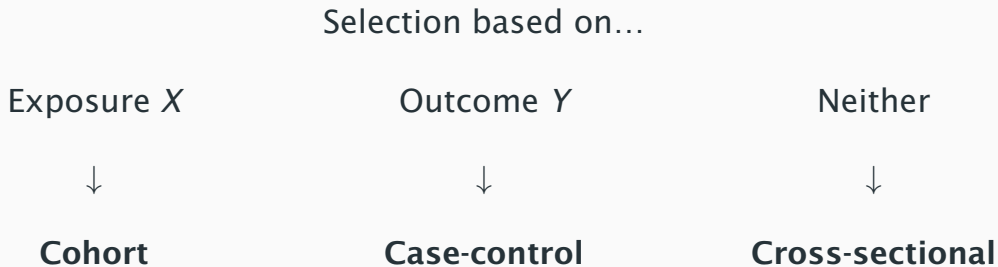 Selection based on…
Exposure X Outcome Y Neither
↓ ↓ ↓
Cohort Case-control Cross-sectional